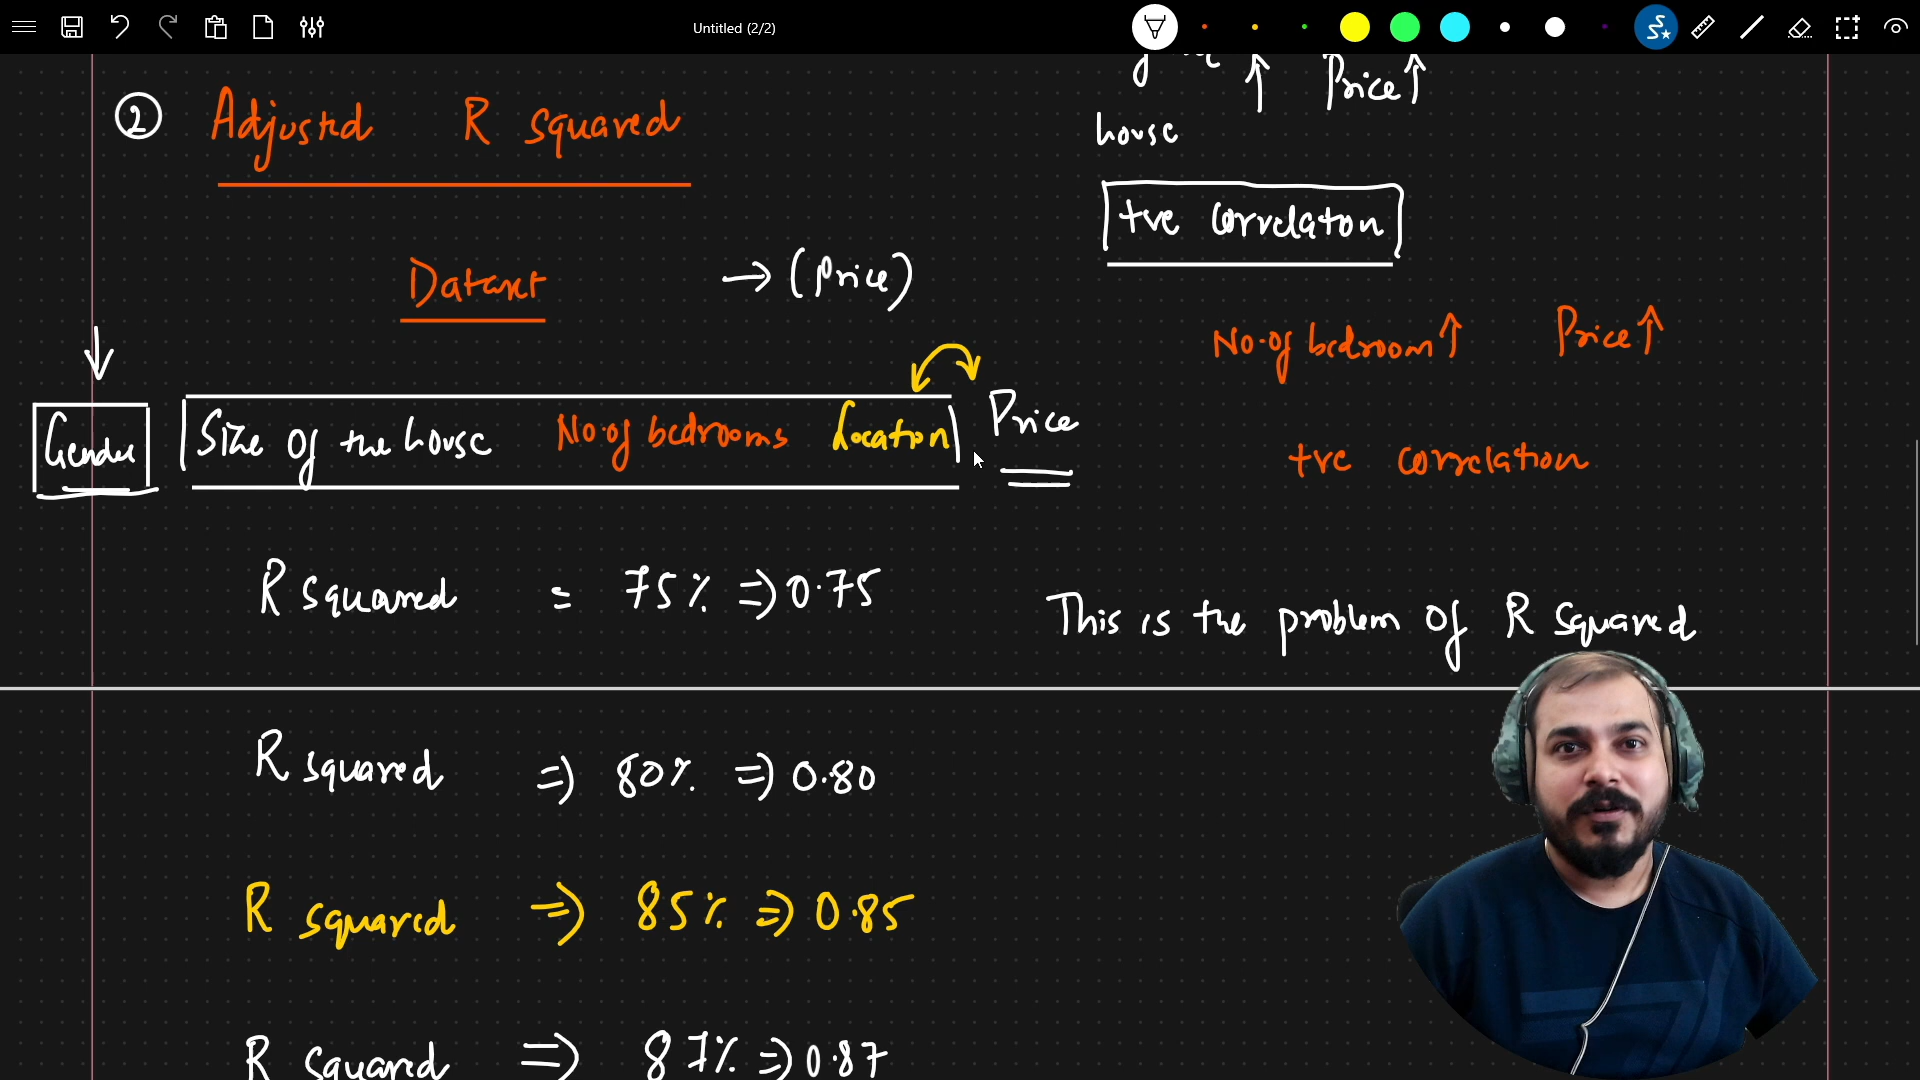 Untitled (2/2)
Price ↑
house
② Adjusted R squared
+ve Correlaton
Dataset → (Price)
No. of bedroom ↑ Price ↑
Gender Size of the house No. of bedrooms Location Price
+ve correlation
R squared = 75% ⇒ 0.75
This is the problem of R squared
R squared ⇒ 80% ⇒ 0.80
R squared ⇒ 85% ⇒ 0.85
R squared ⇒ 87% ⇒ 0.87